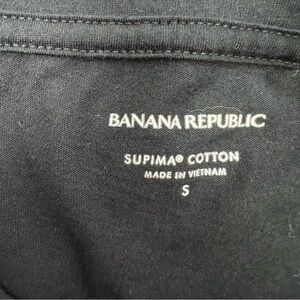 BANANA REPUBLIC
SUPIMA® COTTON
MADE IN VIETNAM
S